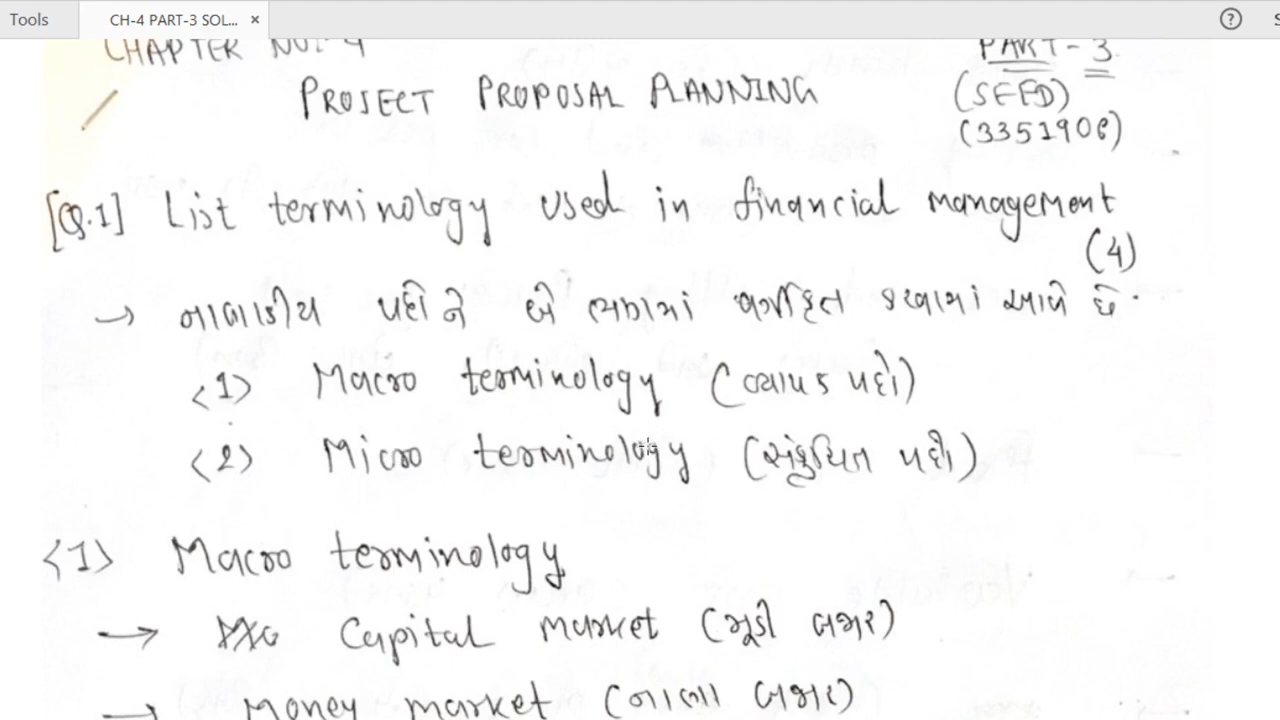 Tools
CH-4 PART-3 SOL... ×
?
CHAPTER NO: 4 PART-3
PROJECT PROPOSAL PLANNING (SEED)
(3351908)
[Q.1] List terminology used in financial management
(4)
→ નાણાકીય પદો ને બે ભાગમાં વર્ગીકૃત કરવામાં આવે છે.
<1> Macro terminology (વ્યાપક પદો)
<2> Micro terminology (સંકુચિત પદો)
<1> Macro terminology
→ Capital market (મૂડી બજાર)
→ Money market (નાણા બજાર)